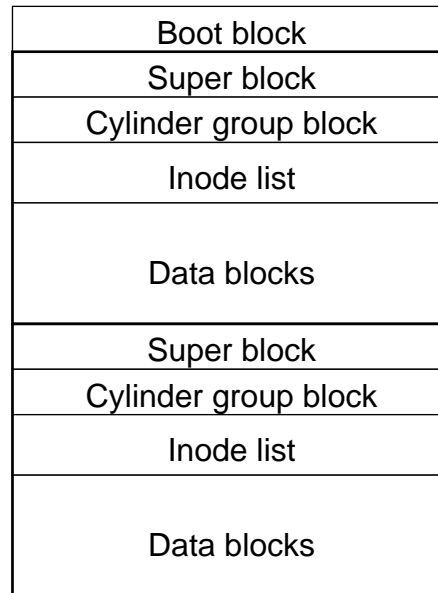 Boot block
Super block
Cylinder group block
Inode list
Data blocks
Super block
Cylinder group block
Inode list
Data blocks